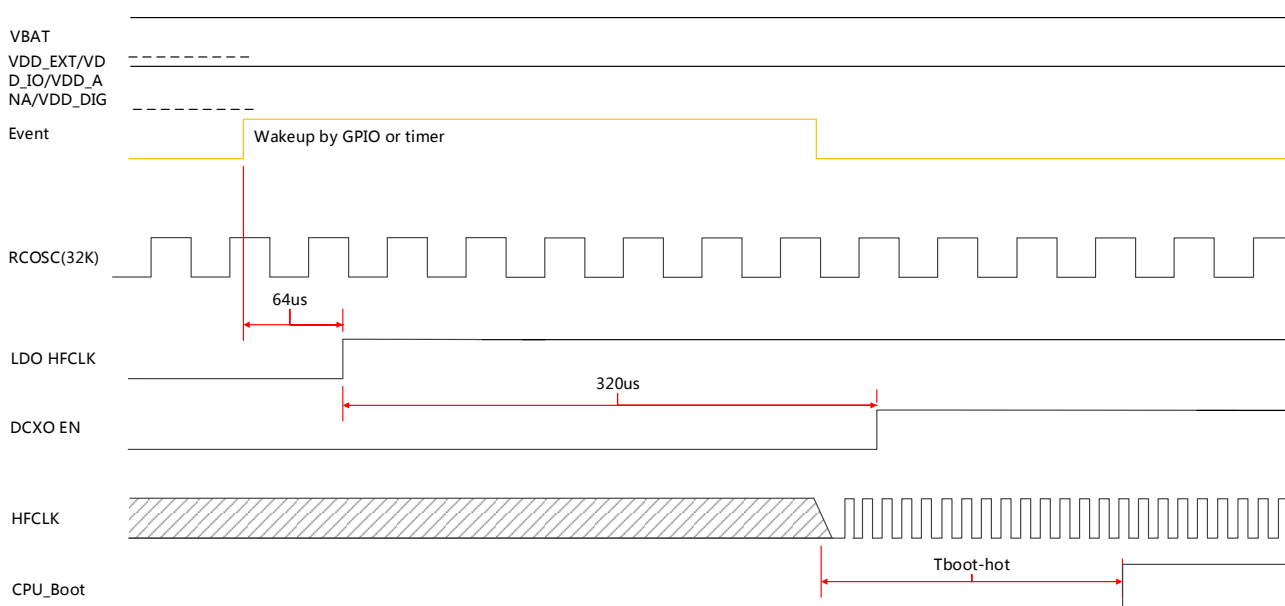 VBAT
VDD_EXT/VD
D_IO/VDD_A
NA/VDD_DIG
Event
Wakeup by GPIO or timer
RCOSC(32K)
64us
LDO HFCLK
320us
DCXO EN
HFCLK
Tboot-hot
CPU_Boot